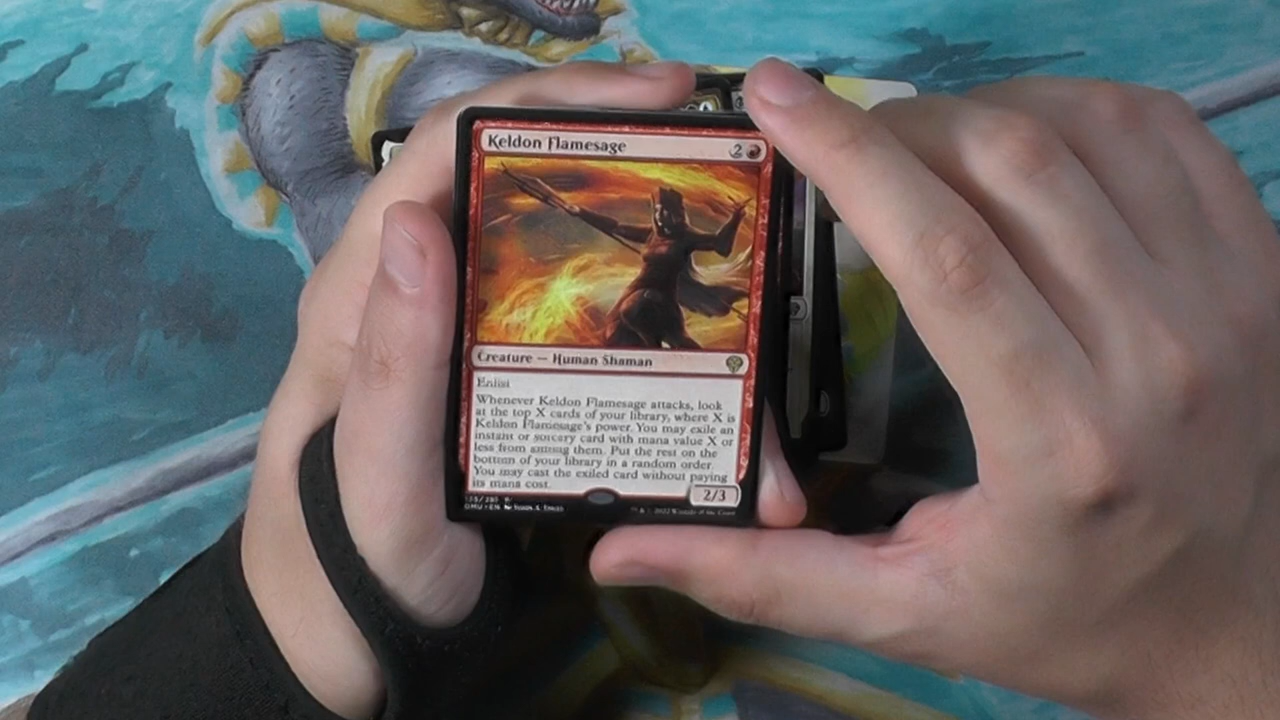 Keldon Flamesage 2
Creature — Human Shaman
Enlist
Whenever Keldon Flamesage attacks, look
at the top X cards of your library, where X is
Keldon Flamesage's power. You may exile an
instant or sorcery card with mana value X or
less from among them. Put the rest on the
bottom of your library in a random order.
You may cast the exiled card without paying
its mana cost.
2/3
DMU • EN